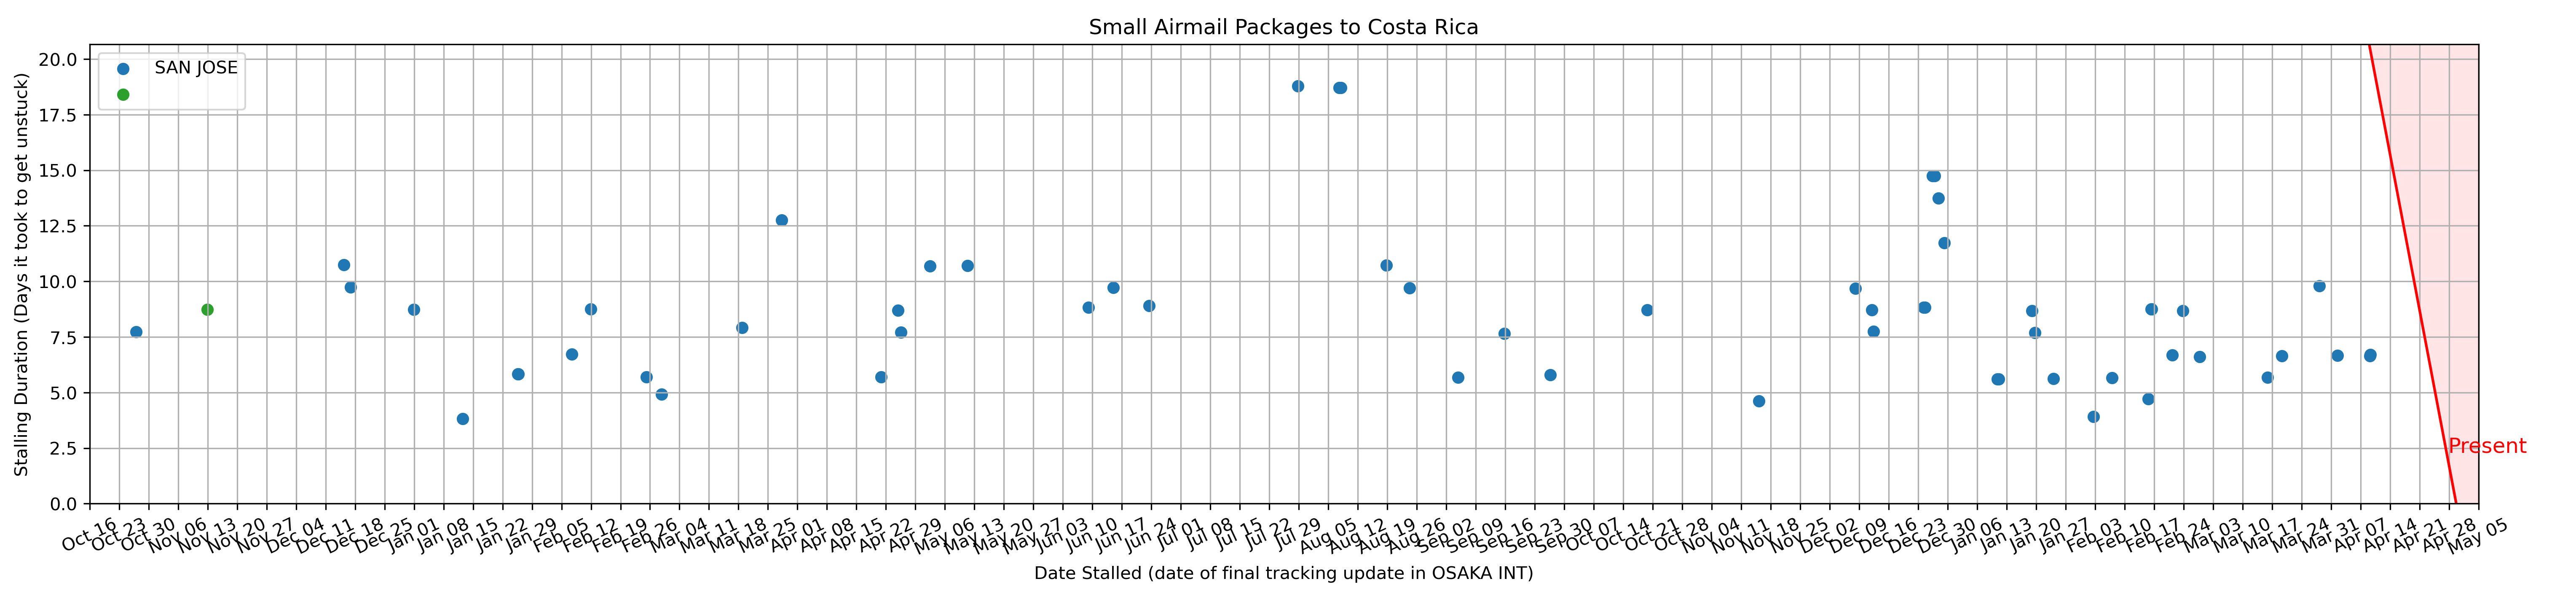 Small Airmail Packages to Costa Rica
SAN JOSE
Stalling Duration (Days it took to get unstuck)
20.0
17.5
15.0
12.5
10.0
7.5
5.0
2.5
0.0
Present
Oct 16
Oct 23
Oct 30
Nov 06
Nov 13
Nov 20
Nov 27
Dec 04
Dec 11
Dec 18
Dec 25
Jan 01
Jan 08
Jan 15
Jan 22
Jan 29
Feb 05
Feb 12
Feb 19
Feb 26
Mar 04
Mar 11
Mar 18
Mar 25
Apr 01
Apr 08
Apr 15
Apr 22
Apr 29
May 06
May 13
May 20
May 27
Jun 03
Jun 10
Jun 17
Jun 24
Jul 01
Jul 08
Jul 15
Jul 22
Jul 29
Aug 05
Aug 12
Aug 19
Aug 26
Sep 02
Sep 09
Sep 16
Sep 23
Sep 30
Oct 07
Oct 14
Oct 21
Oct 28
Nov 04
Nov 11
Nov 18
Nov 25
Dec 02
Dec 09
Dec 16
Dec 23
Dec 30
Jan 06
Jan 13
Jan 20
Jan 27
Feb 03
Feb 10
Feb 17
Feb 24
Mar 03
Mar 10
Mar 17
Mar 24
Mar 31
Apr 07
Apr 14
Apr 21
Apr 28
May 05
Date Stalled (date of final tracking update in OSAKA INT)